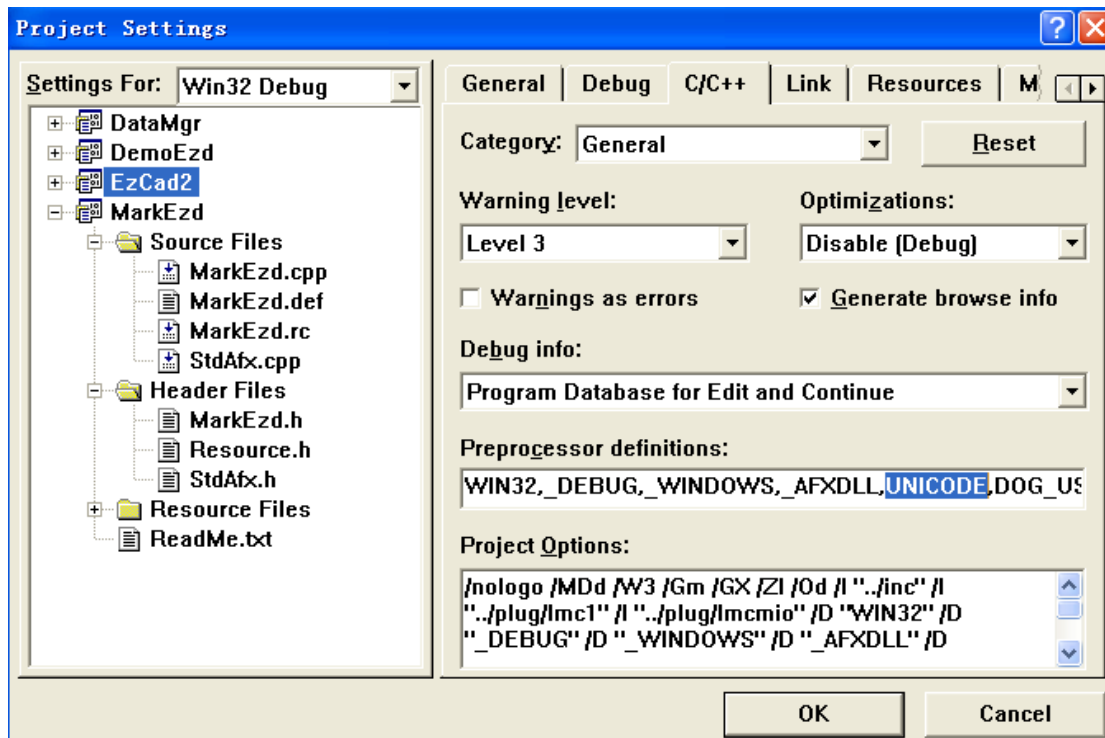 Project Settings
Settings For: Win32 Debug
DataMgr
DemoEzd
EzCad2
MarkEzd
Source Files
MarkEzd.cpp
MarkEzd.def
MarkEzd.rc
StdAfx.cpp
Header Files
MarkEzd.h
Resource.h
StdAfx.h
Resource Files
ReadMe.txt
General Debug C/C++ Link Resources M
Category: General Reset
Warning level: Optimizations:
Level 3 Disable (Debug)
Warnings as errors Generate browse info
Debug info:
Program Database for Edit and Continue
Preprocessor definitions:
WIN32,_DEBUG,_WINDOWS,_AFXDLL,UNICODE,DOG_US
Project Options:
/nologo /MDd /W3 /Gm /GX /ZI /Od /I "../inc" /I
"../plug/lmc1" /I "../plug/lmcmio" /D "WIN32" /D
"_DEBUG" /D "_WINDOWS" /D "_AFXDLL" /D
OK Cancel